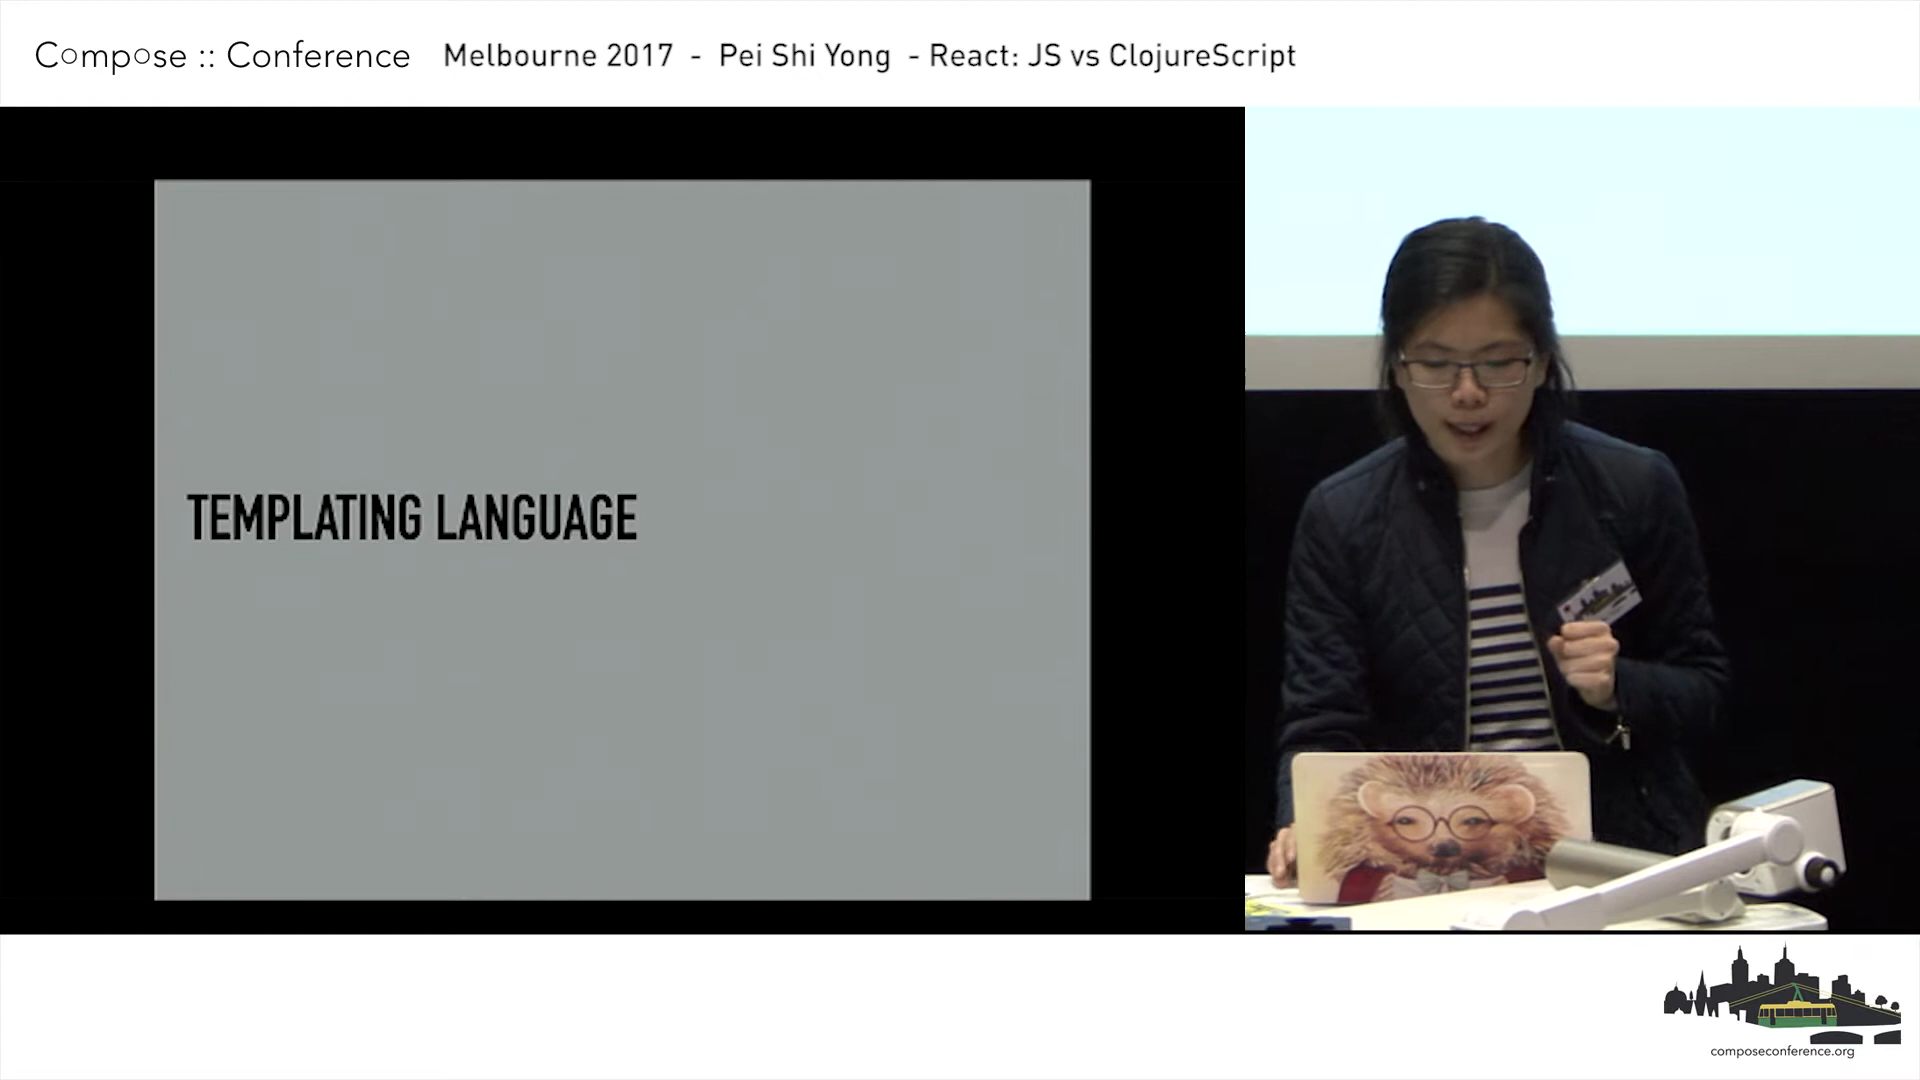 Compose :: Conference Melbourne 2017 - Pei Shi Yong - React: JS vs ClojureScript
TEMPLATING LANGUAGE
composeconference.org